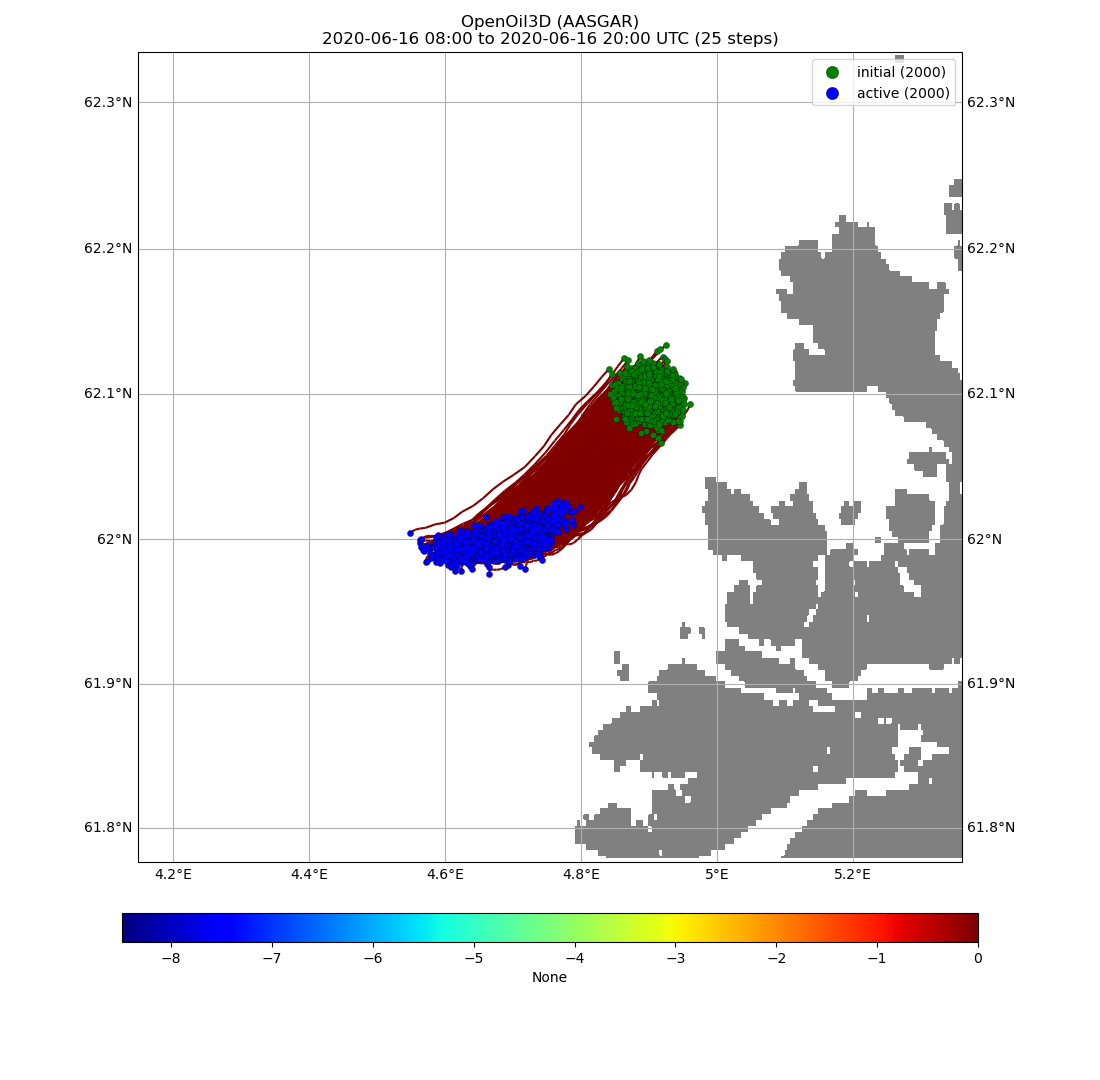 OpenOil3D (AASGAR)
2020-06-16 08:00 to 2020-06-16 20:00 UTC (25 steps)
initial (2000)
active (2000)
62.3°N 62.3°N
62.2°N 62.2°N
62.1°N 62.1°N
62°N 62°N
61.9°N 61.9°N
61.8°N 61.8°N
4.2°E 4.4°E 4.6°E 4.8°E 5°E 5.2°E
−8 −7 −6 −5 −4 −3 −2 −1 0
None